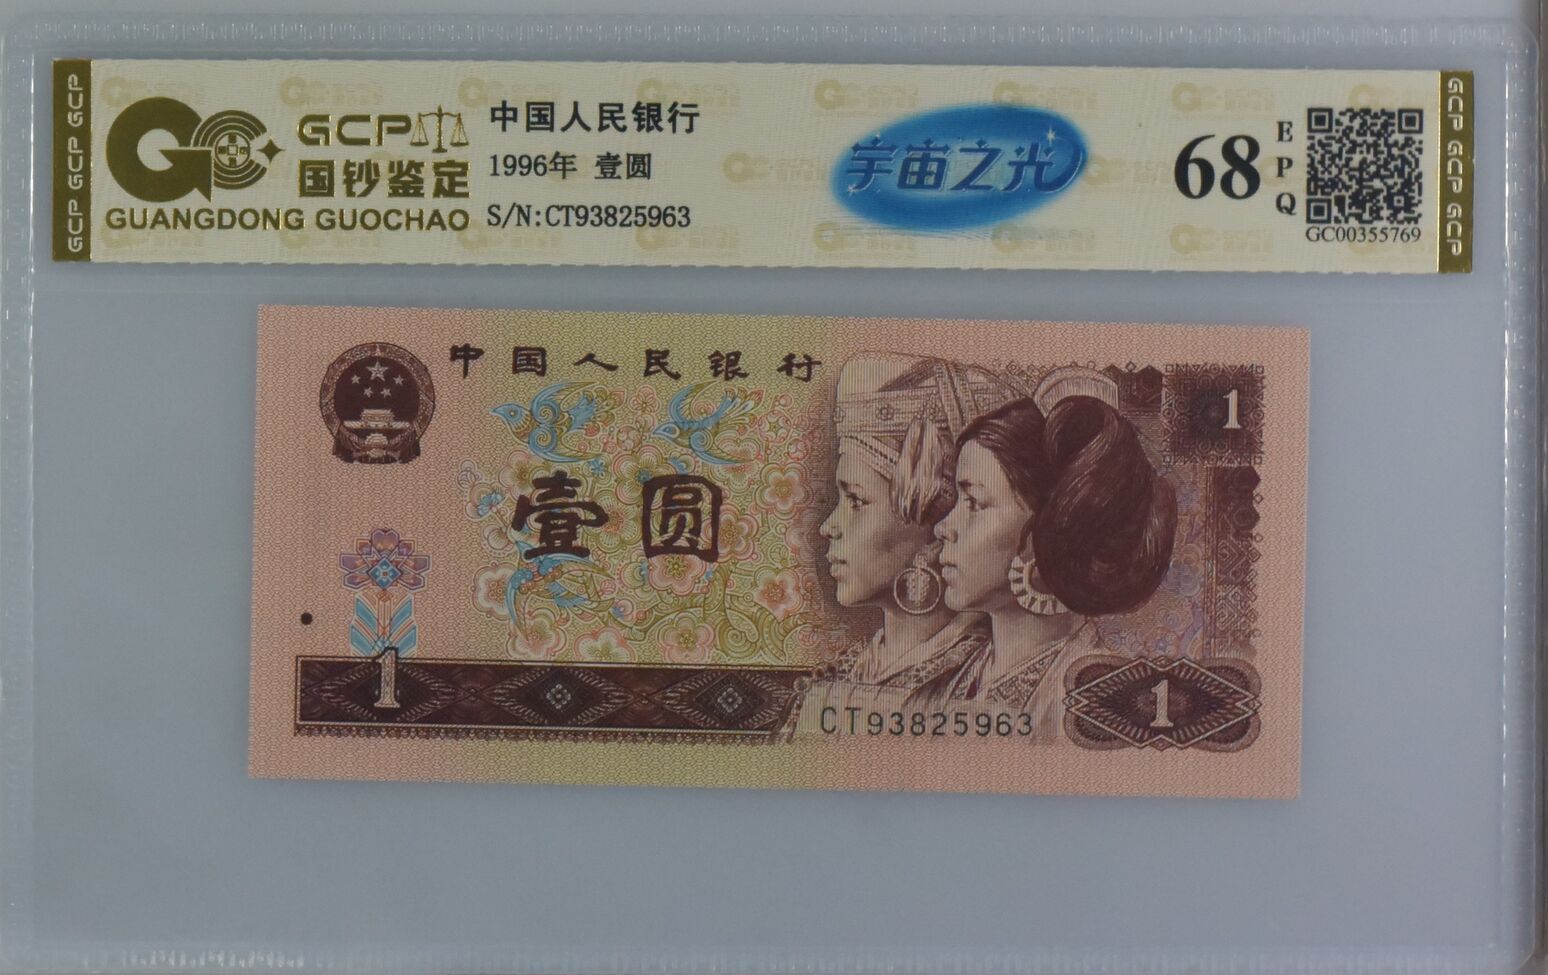 GCP GCP GCP
GCP
国钞鉴定
GUANGDONG GUOCHAO
中国人民银行
1996年 壹圆
S/N:CT93825963
宇宙之光
68
E
P
Q
GC00355769
GCP GCP GCP
中国人民银行
1
壹圆
1
CT93825963
1